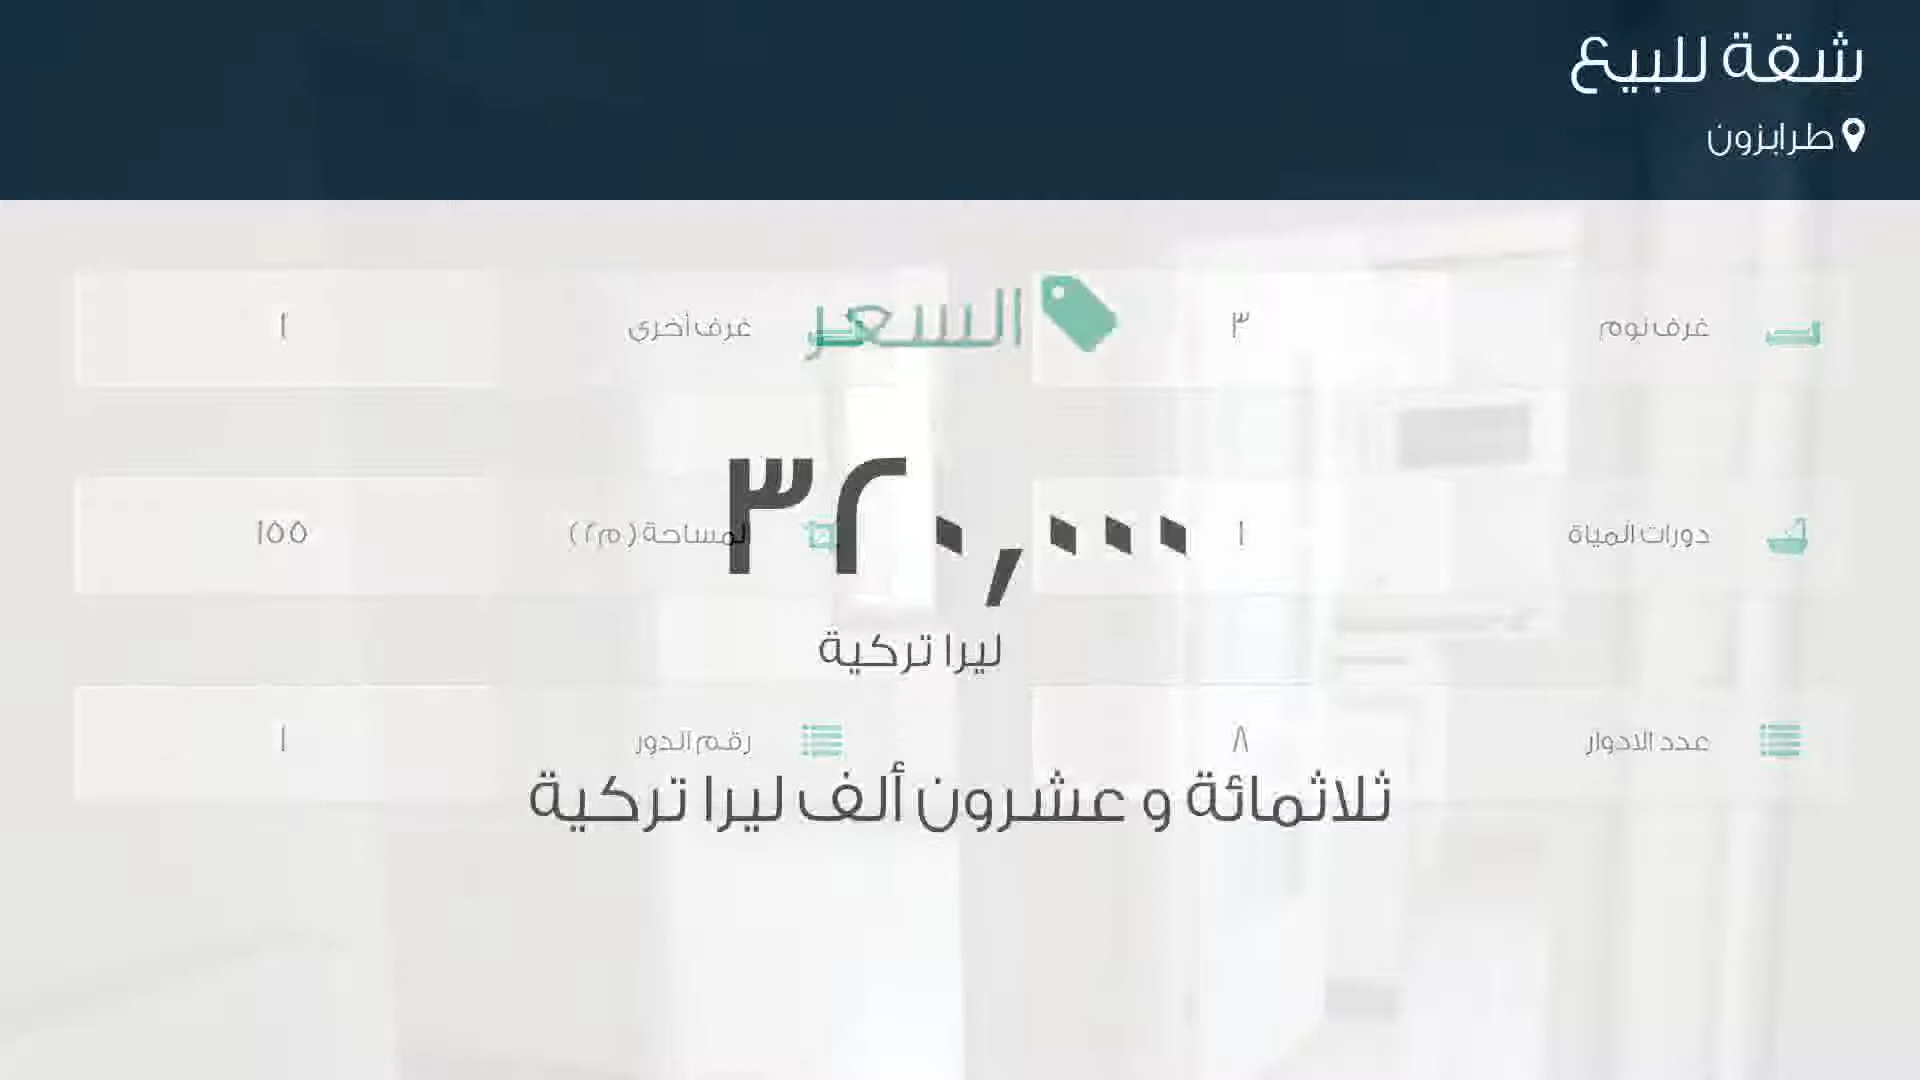 شقة للبيع
طرابزون
السعر
غرف نوم ٣ غرف أخرى ١
٣٢٠,٠٠٠
دورات المياة ١ المساحة (م٢) ١٥٥
ليرا تركية
عدد الادوار ٨ رقم الدور ١
ثلاثمائة و عشرون ألف ليرا تركية